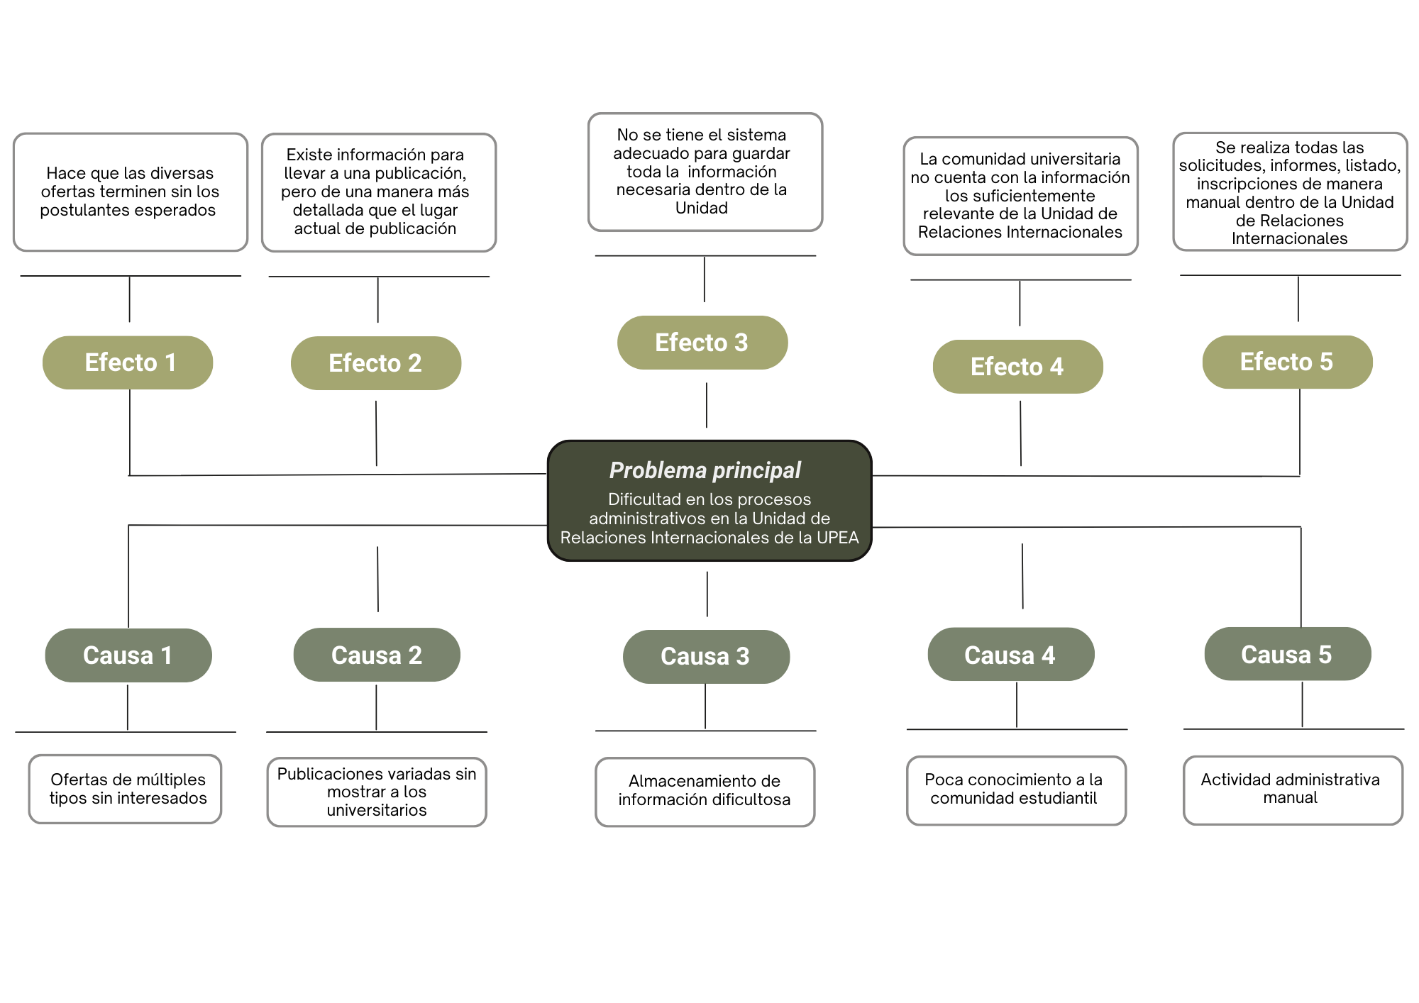 Hace que las diversas
ofertas terminen sin los
postulantes esperados
Existe información para
llevar a una publicación,
pero de una manera más
detallada que el lugar
actual de publicación
No se tiene el sistema
adecuado para guardar
toda la información
necesaria dentro de la
Unidad
La comunidad universitaria
no cuenta con la información
los suficientemente
relevante de la Unidad de
Relaciones Internacionales
Se realiza todas las
solicitudes, informes, listado,
inscripciones de manera
manual dentro de la Unidad
de Relaciones
Internacionales
Efecto 1
Efecto 2
Efecto 3
Efecto 4
Efecto 5
Problema principal
Dificultad en los procesos
administrativos en la Unidad de
Relaciones Internacionales de la UPEA
Causa 1
Causa 2
Causa 3
Causa 4
Causa 5
Ofertas de múltiples
tipos sin interesados
Publicaciones variadas sin
mostrar a los
universitarios
Almacenamiento de
información dificultosa
Poca conocimiento a la
comunidad estudiantil
Actividad administrativa
manual